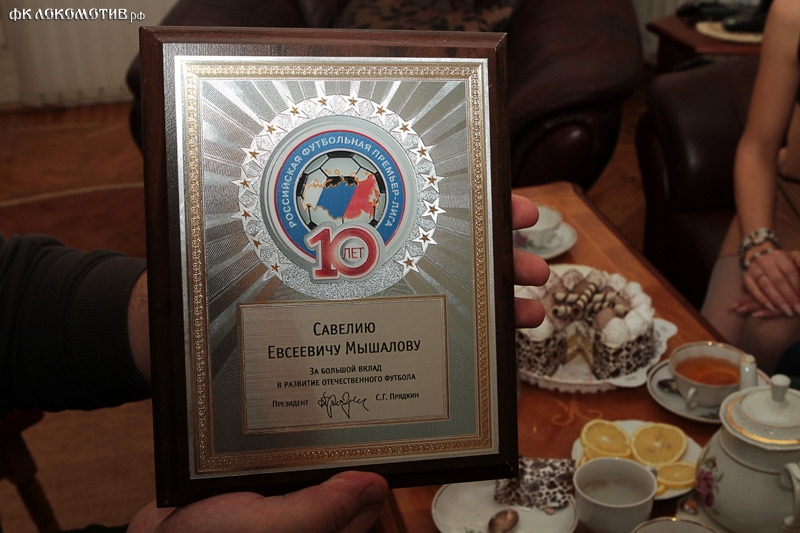 ФК ЛОКОМОТИВ.рф
РОССИЙСКАЯ ФУТБОЛЬНАЯ ПРЕМЬЕР-ЛИГА
10
ЛЕТ
САВЕЛИЮ
ЕВСЕЕВИЧУ МЫШАЛОВУ
ЗА БОЛЬШОЙ ВКЛАД
В РАЗВИТИЕ ОТЕЧЕСТВЕННОГО ФУТБОЛА
ПРЕЗИДЕНТ С.Г. ПРЯДКИН